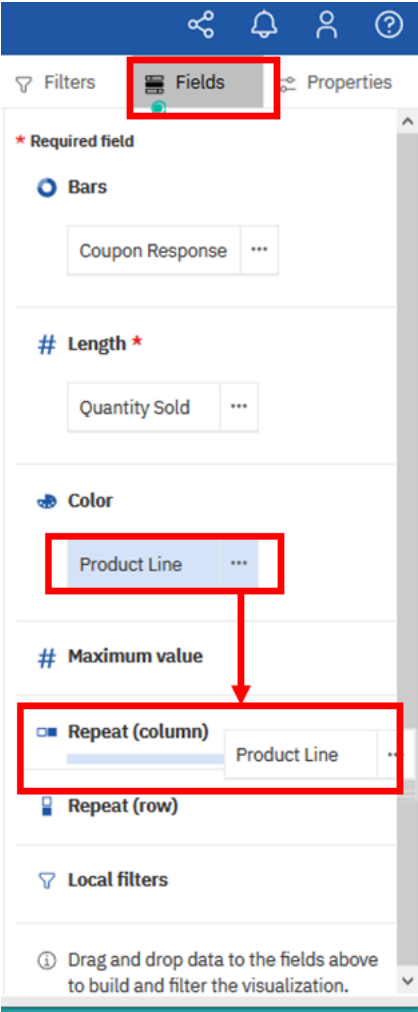 Filters Fields Properties
* Required field
Bars
Coupon Response ...
# Length *
Quantity Sold ...
Color
Product Line ...
# Maximum value
Repeat (column)
Product Line ...
Repeat (row)
Local filters
Drag and drop data to the fields above
to build and filter the visualization.